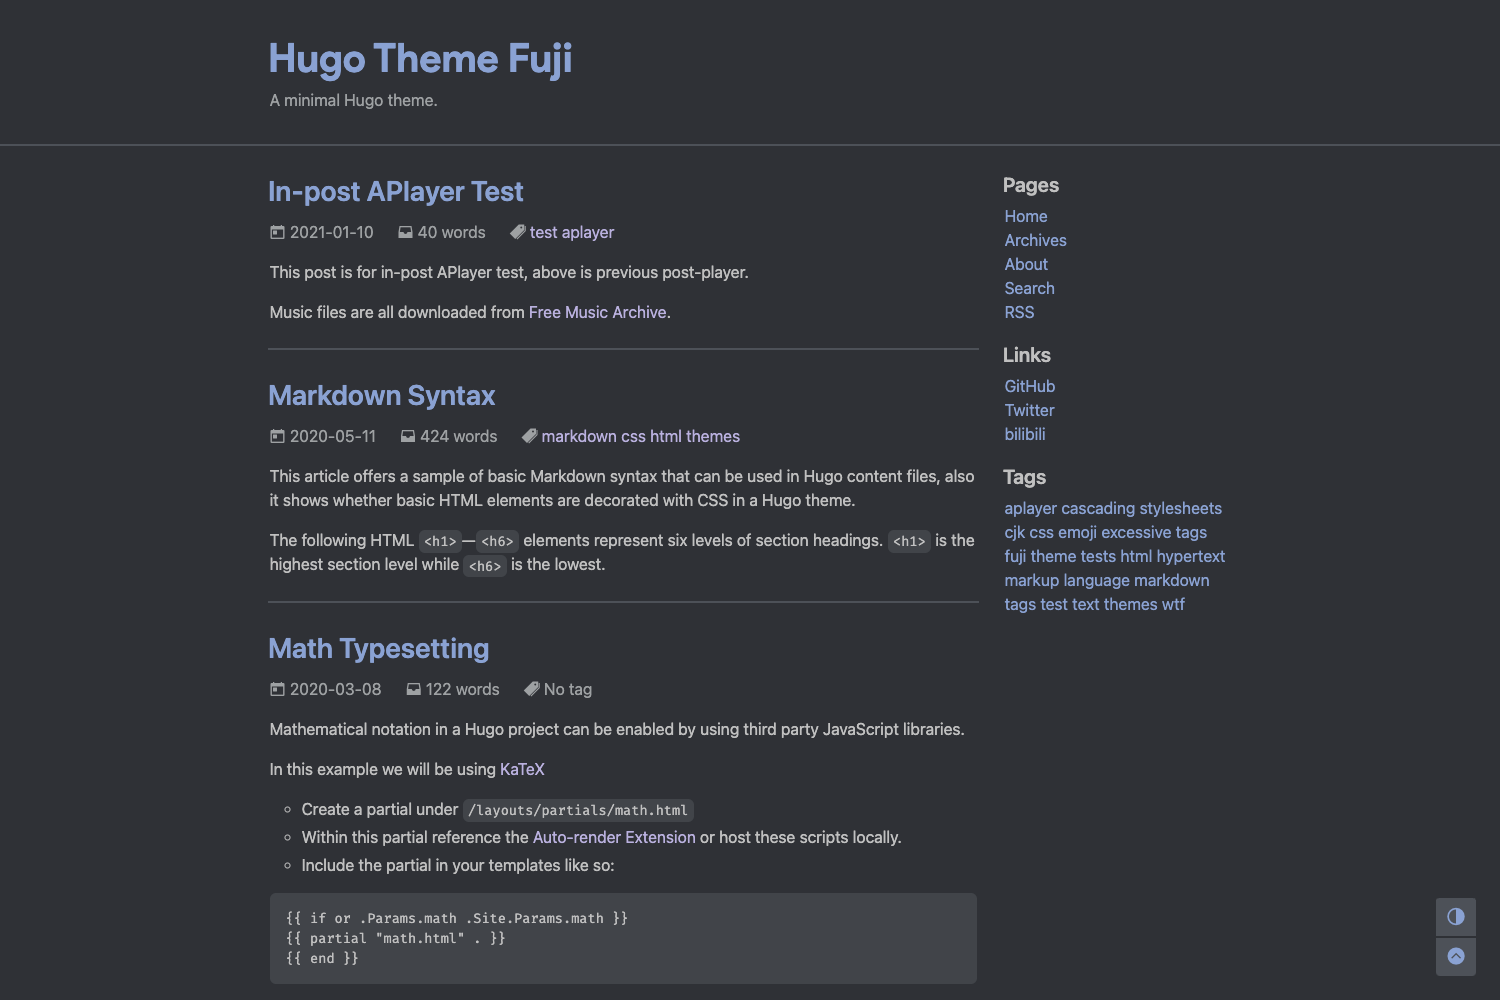 Hugo Theme Fuji
A minimal Hugo theme.
In-post APlayer Test
2021-01-10 40 words test aplayer
This post is for in-post APlayer test, above is previous post-player.
Music files are all downloaded from Free Music Archive.
Markdown Syntax
2020-05-11 424 words markdown css html themes
This article offers a sample of basic Markdown syntax that can be used in Hugo content files, also
it shows whether basic HTML elements are decorated with CSS in a Hugo theme.
The following HTML <h1>—<h6> elements represent six levels of section headings. <h1> is the
highest section level while <h6> is the lowest.
Math Typesetting
2020-03-08 122 words No tag
Mathematical notation in a Hugo project can be enabled by using third party JavaScript libraries.
In this example we will be using KaTeX
Create a partial under /layouts/partials/math.html
Within this partial reference the Auto-render Extension or host these scripts locally.
Include the partial in your templates like so:
{{ if or .Params.math .Site.Params.math }}
{{ partial "math.html" . }}
{{ end }}
Pages
Home
Archives
About
Search
RSS
Links
GitHub
Twitter
bilibili
Tags
aplayer cascading stylesheets
cjk css emoji excessive tags
fuji theme tests html hypertext
markup language markdown
tags test text themes wtf